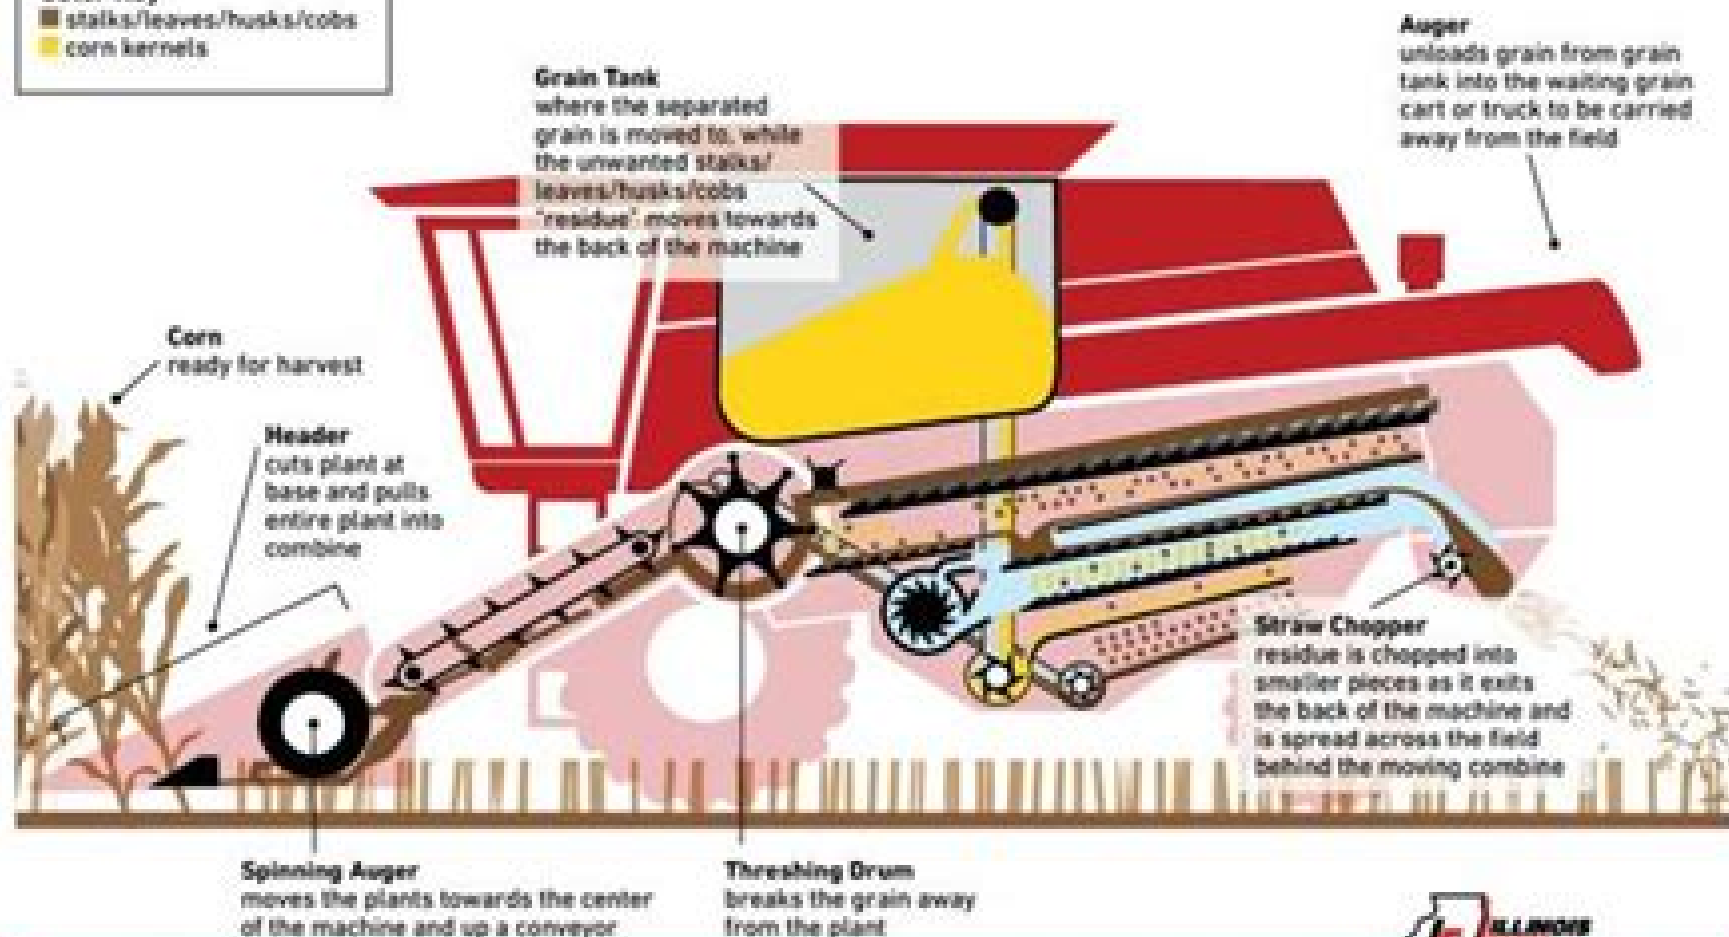 stalks/leaves/husks/cobs
corn kernels
Grain Tank
where the separated
grain is moved to, while
the unwanted stalks/
leaves/husks/cobs
"residue" moves towards
the back of the machine
Auger
unloads grain from grain
tank into the waiting grain
cart or truck to be carried
away from the field
Corn
ready for harvest
Header
cuts plant at
base and pulls
entire plant into
combine
Straw Chopper
residue is chopped into
smaller pieces as it exits
the back of the machine and
is spread across the field
behind the moving combine
Spinning Auger
moves the plants towards the center
of the machine and up a conveyor
Threshing Drum
breaks the grain away
from the plant
ILLINOIS